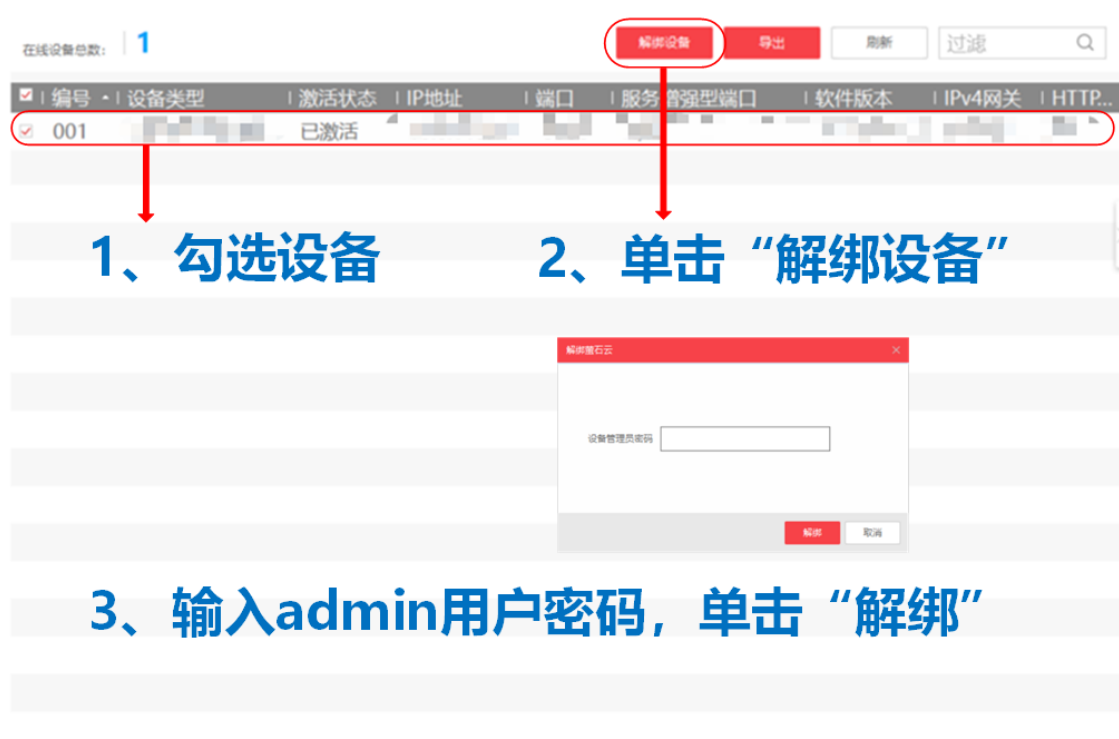 在线设备总数: 1 解绑设备 导出 刷新 过滤
编号 设备类型 激活状态 IP地址 端口 服务增强型端口 软件版本 IPv4网关 HTTP...
001 已激活
1、勾选设备 2、单击“解绑设备”
解绑萤石云
设备管理员密码
解绑 取消
3、输入admin用户密码，单击“解绑”